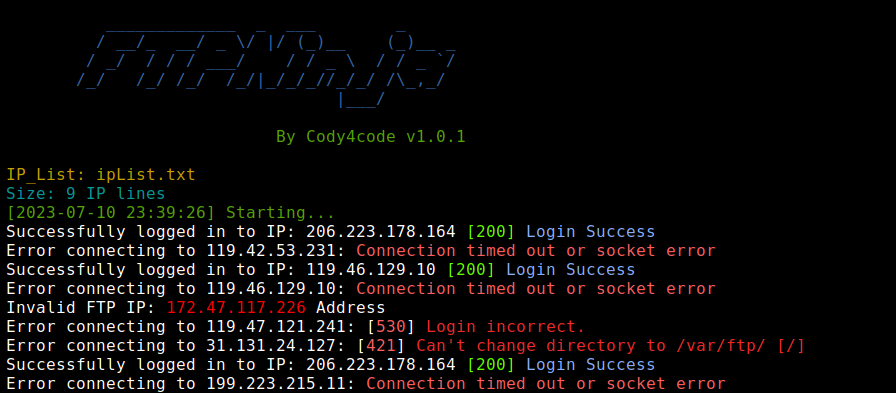 FTPNinja
By Cody4code v1.0.1
IP_List: ipList.txt
Size: 9 IP lines
[2023-07-10 23:39:26] Starting...
Successfully logged in to IP: 206.223.178.164 [200] Login Success
Error connecting to 119.42.53.231: Connection timed out or socket error
Successfully logged in to IP: 119.46.129.10 [200] Login Success
Error connecting to 119.46.129.10: Connection timed out or socket error
Invalid FTP IP: 172.47.117.226 Address
Error connecting to 119.47.121.241: [530] Login incorrect.
Error connecting to 31.131.24.127: [421] Can't change directory to /var/ftp/ [/]
Successfully logged in to IP: 206.223.178.164 [200] Login Success
Error connecting to 199.223.215.11: Connection timed out or socket error